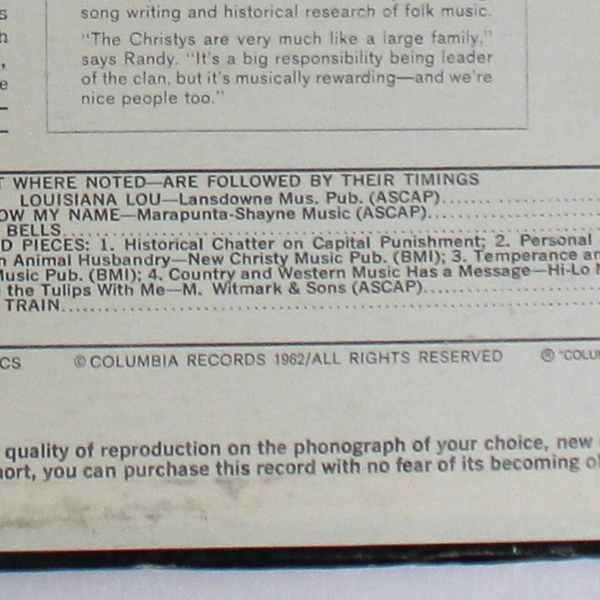 song writing and historical research of folk music.
"The Christys are very much like a large family,"
says Randy. "It's a big responsibility being leader
of the clan, but it's musically rewarding—and we're
nice people too."
WHERE NOTED—ARE FOLLOWED BY THEIR TIMINGS
LOUISIANA LOU—Lansdowne Mus. Pub. (ASCAP)
OW MY NAME—Marapunta-Shayne Music (ASCAP)
BELLS
D PIECES: 1. Historical Chatter on Capital Punishment; 2. Personal
n Animal Husbandry—New Christy Music Pub. (BMI); 3. Temperance an
Music Pub. (BMI); 4. Country and Western Music Has a Message—Hi-Lo
the Tulips With Me—M. Witmark & Sons (ASCAP)
TRAIN
CS © COLUMBIA RECORDS 1962/ALL RIGHTS RESERVED ® "COLU
quality of reproduction on the phonograph of your choice, new
hort, you can purchase this record with no fear of its becoming